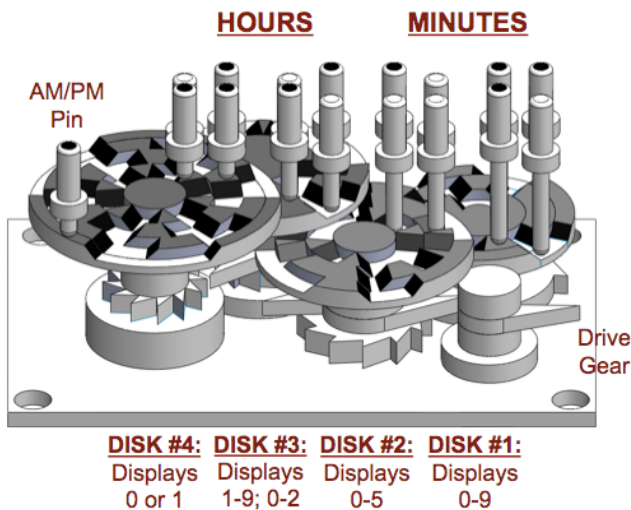 HOURS MINUTES
AM/PM
Pin
Drive
Gear
DISK #4: DISK #3: DISK #2: DISK #1:
Displays Displays Displays Displays
0 or 1 1-9; 0-2 0-5 0-9